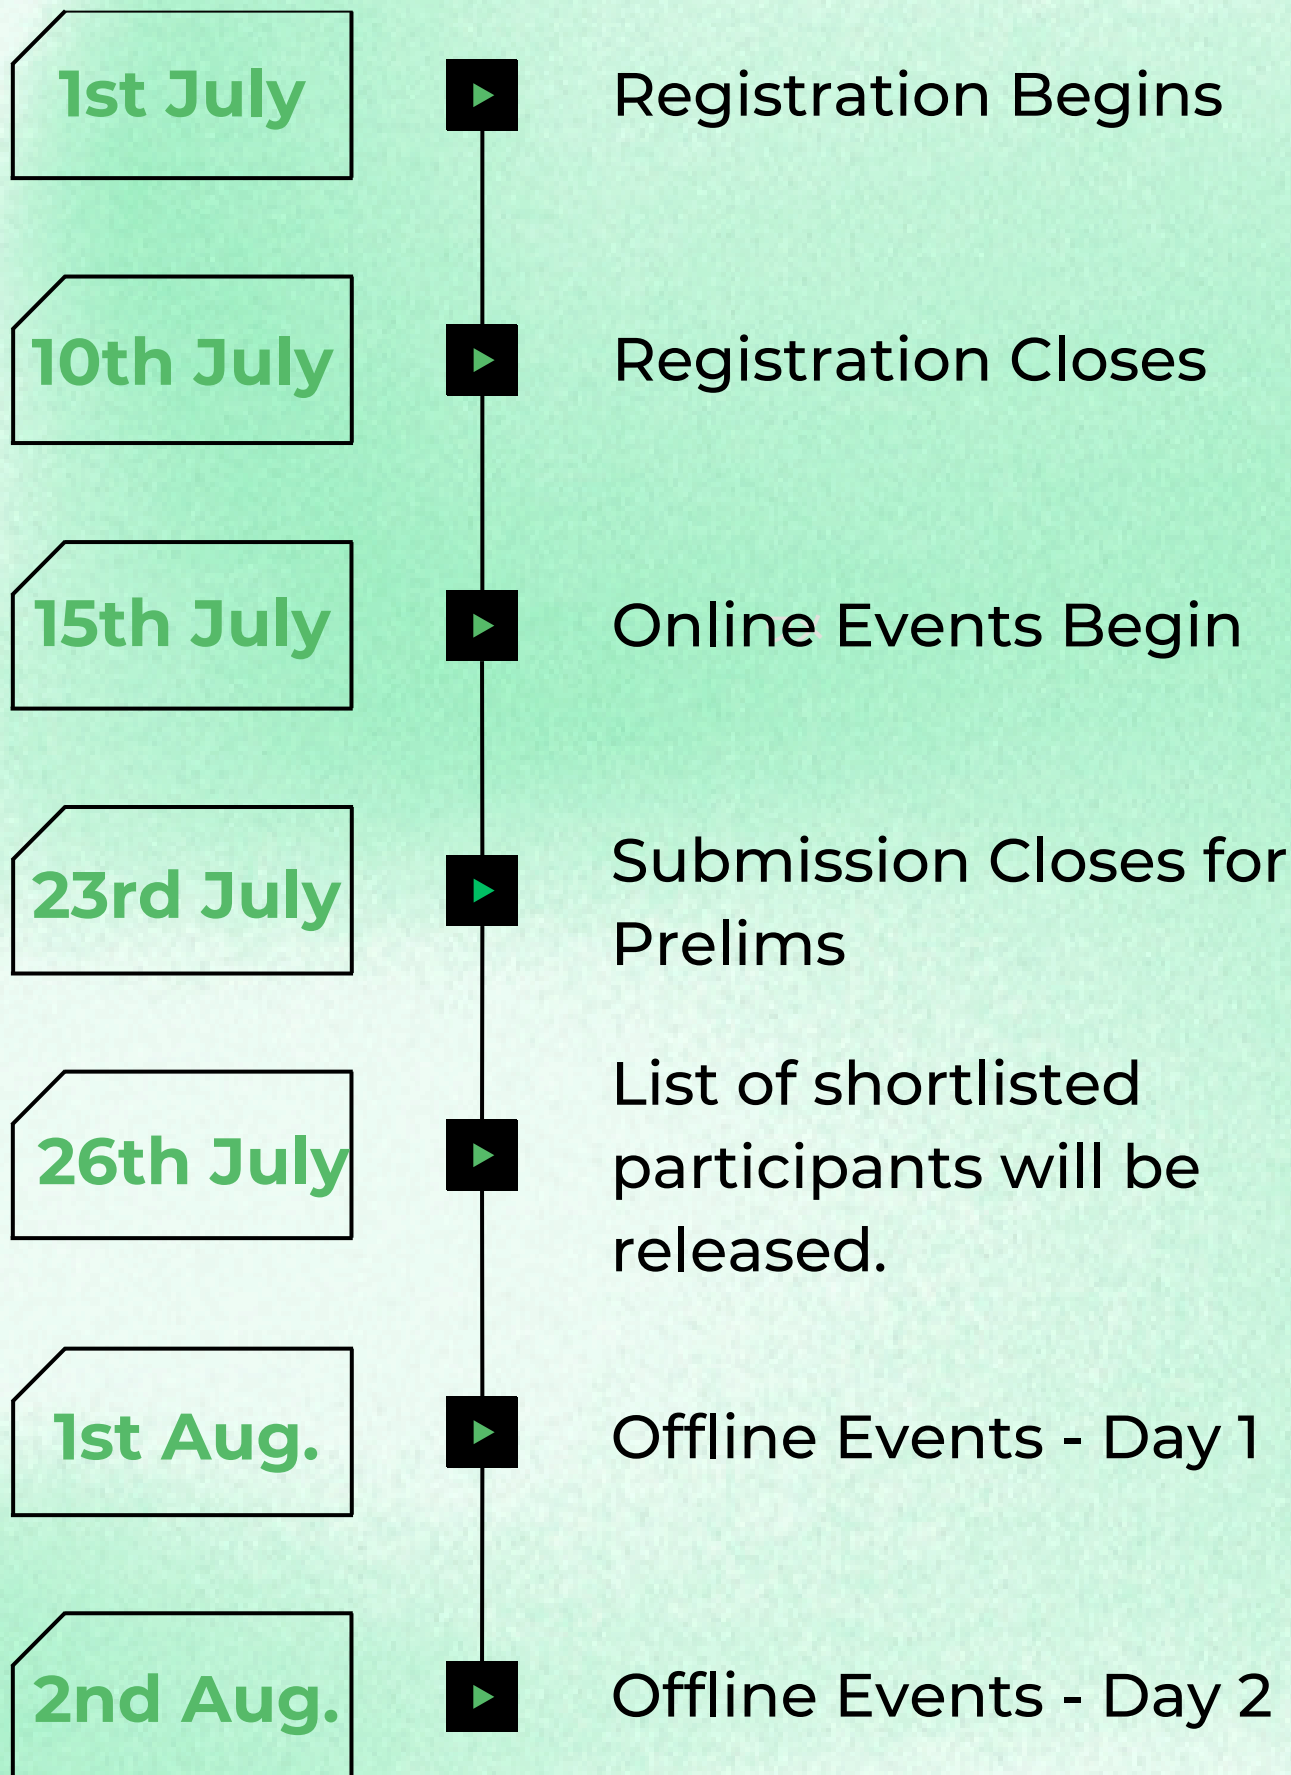 1st July
Registration Begins
10th July
Registration Closes
15th July
Online Events Begin
23rd July
Submission Closes for
Prelims
26th July
List of shortlisted
participants will be
released.
1st Aug.
Offline Events - Day 1
2nd Aug.
Offline Events - Day 2